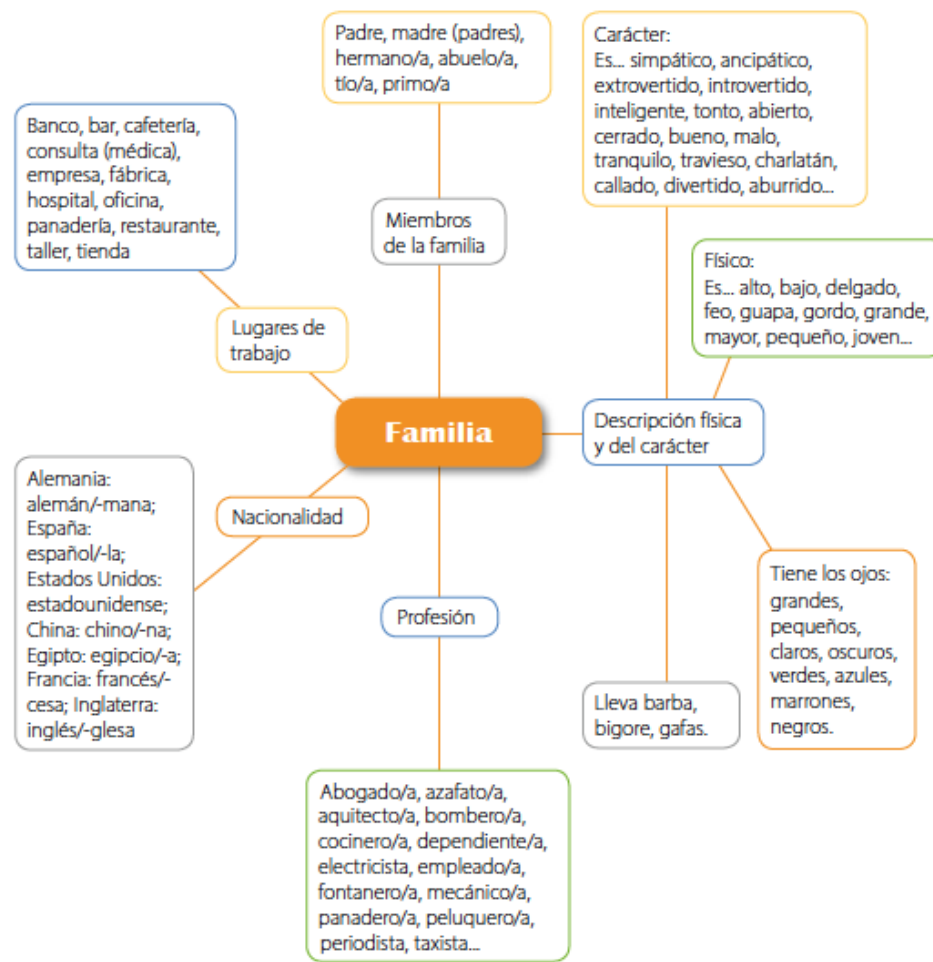 Padre, madre (padres),
hermano/a, abuelo/a,
tío/a, primo/a
Carácter:
Es... simpático, ancipático,
extrovertido, introvertido,
inteligente, tonto, abierto,
cerrado, bueno, malo,
tranquilo, travieso, charlatán,
callado, divertido, aburrido...
Banco, bar, cafetería,
consulta (médica),
empresa, fábrica,
hospital, oficina,
panadería, restaurante,
taller, tienda
Miembros
de la familia
Físico:
Es... alto, bajo, delgado,
feo, guapa, gordo, grande,
mayor, pequeño, joven...
Lugares de
trabajo
Familia
Descripción física
y del carácter
Alemania:
alemán/-mana;
España:
español/-la;
Estados Unidos:
estadounidense;
China: chino/-na;
Egipto: egipcio/-a;
Francia: francés/-
cesa; Inglaterra:
inglés/-glesa
Nacionalidad
Profesión
Tiene los ojos:
grandes,
pequeños,
claros, oscuros,
verdes, azules,
marrones,
negros.
Lleva barba,
bigore, gafas.
Abogado/a, azafato/a,
aquitecto/a, bombero/a,
cocinero/a, dependiente/a,
electricista, empleado/a,
fontanero/a, mecánico/a,
panadero/a, peluquero/a,
periodista, taxista...